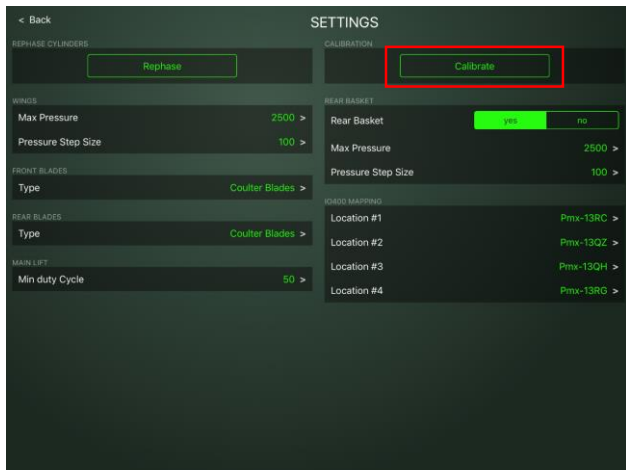 < Back
SETTINGS
REPHASE CYLINDERS
Rephase
WINGS
Max Pressure 2500 >
Pressure Step Size 100 >
FRONT BLADES
Type Coulter Blades >
REAR BLADES
Type Coulter Blades >
MAIN LIFT
Min duty Cycle 50 >
CALIBRATION
Calibrate
REAR BASKET
Rear Basket yes no
Max Pressure 2500 >
Pressure Step Size 100 >
IO400 MAPPING
Location #1 Pmx-13RC >
Location #2 Pmx-13QZ >
Location #3 Pmx-13QH >
Location #4 Pmx-13RG >